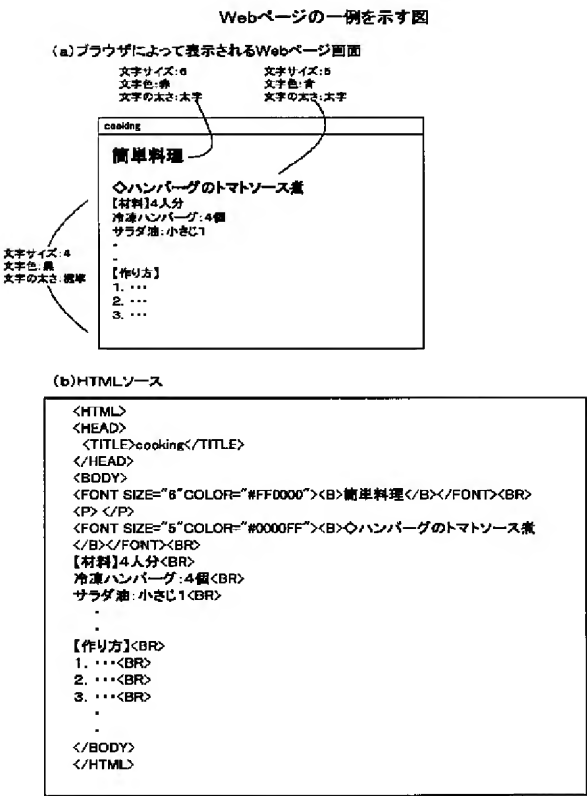 Webページの一例を示す図
(a)ブラウザによって表示されるWebページ画面
文字サイズ:6
文字色:赤
文字の太さ:太字
文字サイズ:5
文字色:青
文字の太さ:太字
cooking
簡単料理
◇ハンバーグのトマトソース煮
【材料】4人分
冷凍ハンバーグ:4個
サラダ油:小さじ1
・
・
【作り方】
1. ・・・
2. ・・・
3. ・・・
文字サイズ:4
文字色:黒
文字の太さ:標準
(b)HTMLソース
<HTML>
<HEAD>
<TITLE>cooking</TITLE>
</HEAD>
<BODY>
<FONT SIZE="6"COLOR="#FF0000"><B>簡単料理</B></FONT><BR>
<P> </P>
<FONT SIZE="5"COLOR="#0000FF"><B>◇ハンバーグのトマトソース煮
</B></FONT><BR>
【材料】4人分<BR>
冷凍ハンバーグ:4個<BR>
サラダ油:小さじ1<BR>
・
・
【作り方】<BR>
1. ・・・<BR>
2. ・・・<BR>
3. ・・・<BR>
・
・
</BODY>
</HTML>